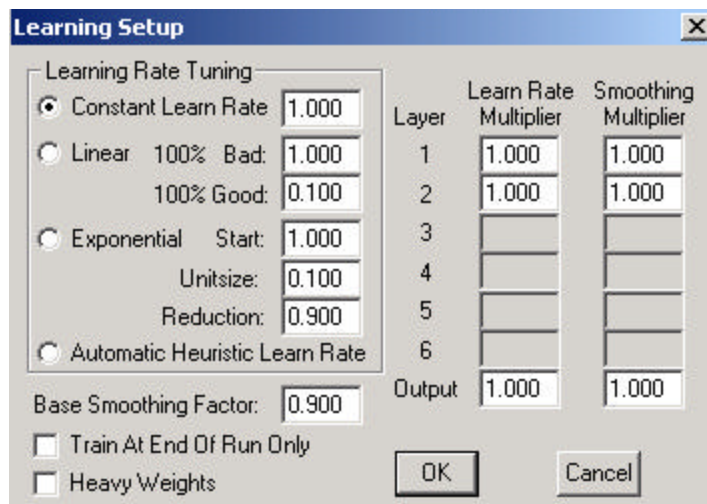 Learning Setup
Learning Rate Tuning
Constant Learn Rate 1.000
Linear 100% Bad: 1.000
100% Good: 0.100
Exponential Start: 1.000
Unitsize: 0.100
Reduction: 0.900
Automatic Heuristic Learn Rate
Base Smoothing Factor: 0.900
Train At End Of Run Only
Heavy Weights
Learn Rate Smoothing
Layer Multiplier Multiplier
1 1.000 1.000
2 1.000 1.000
3
4
5
6
Output 1.000 1.000
OK Cancel